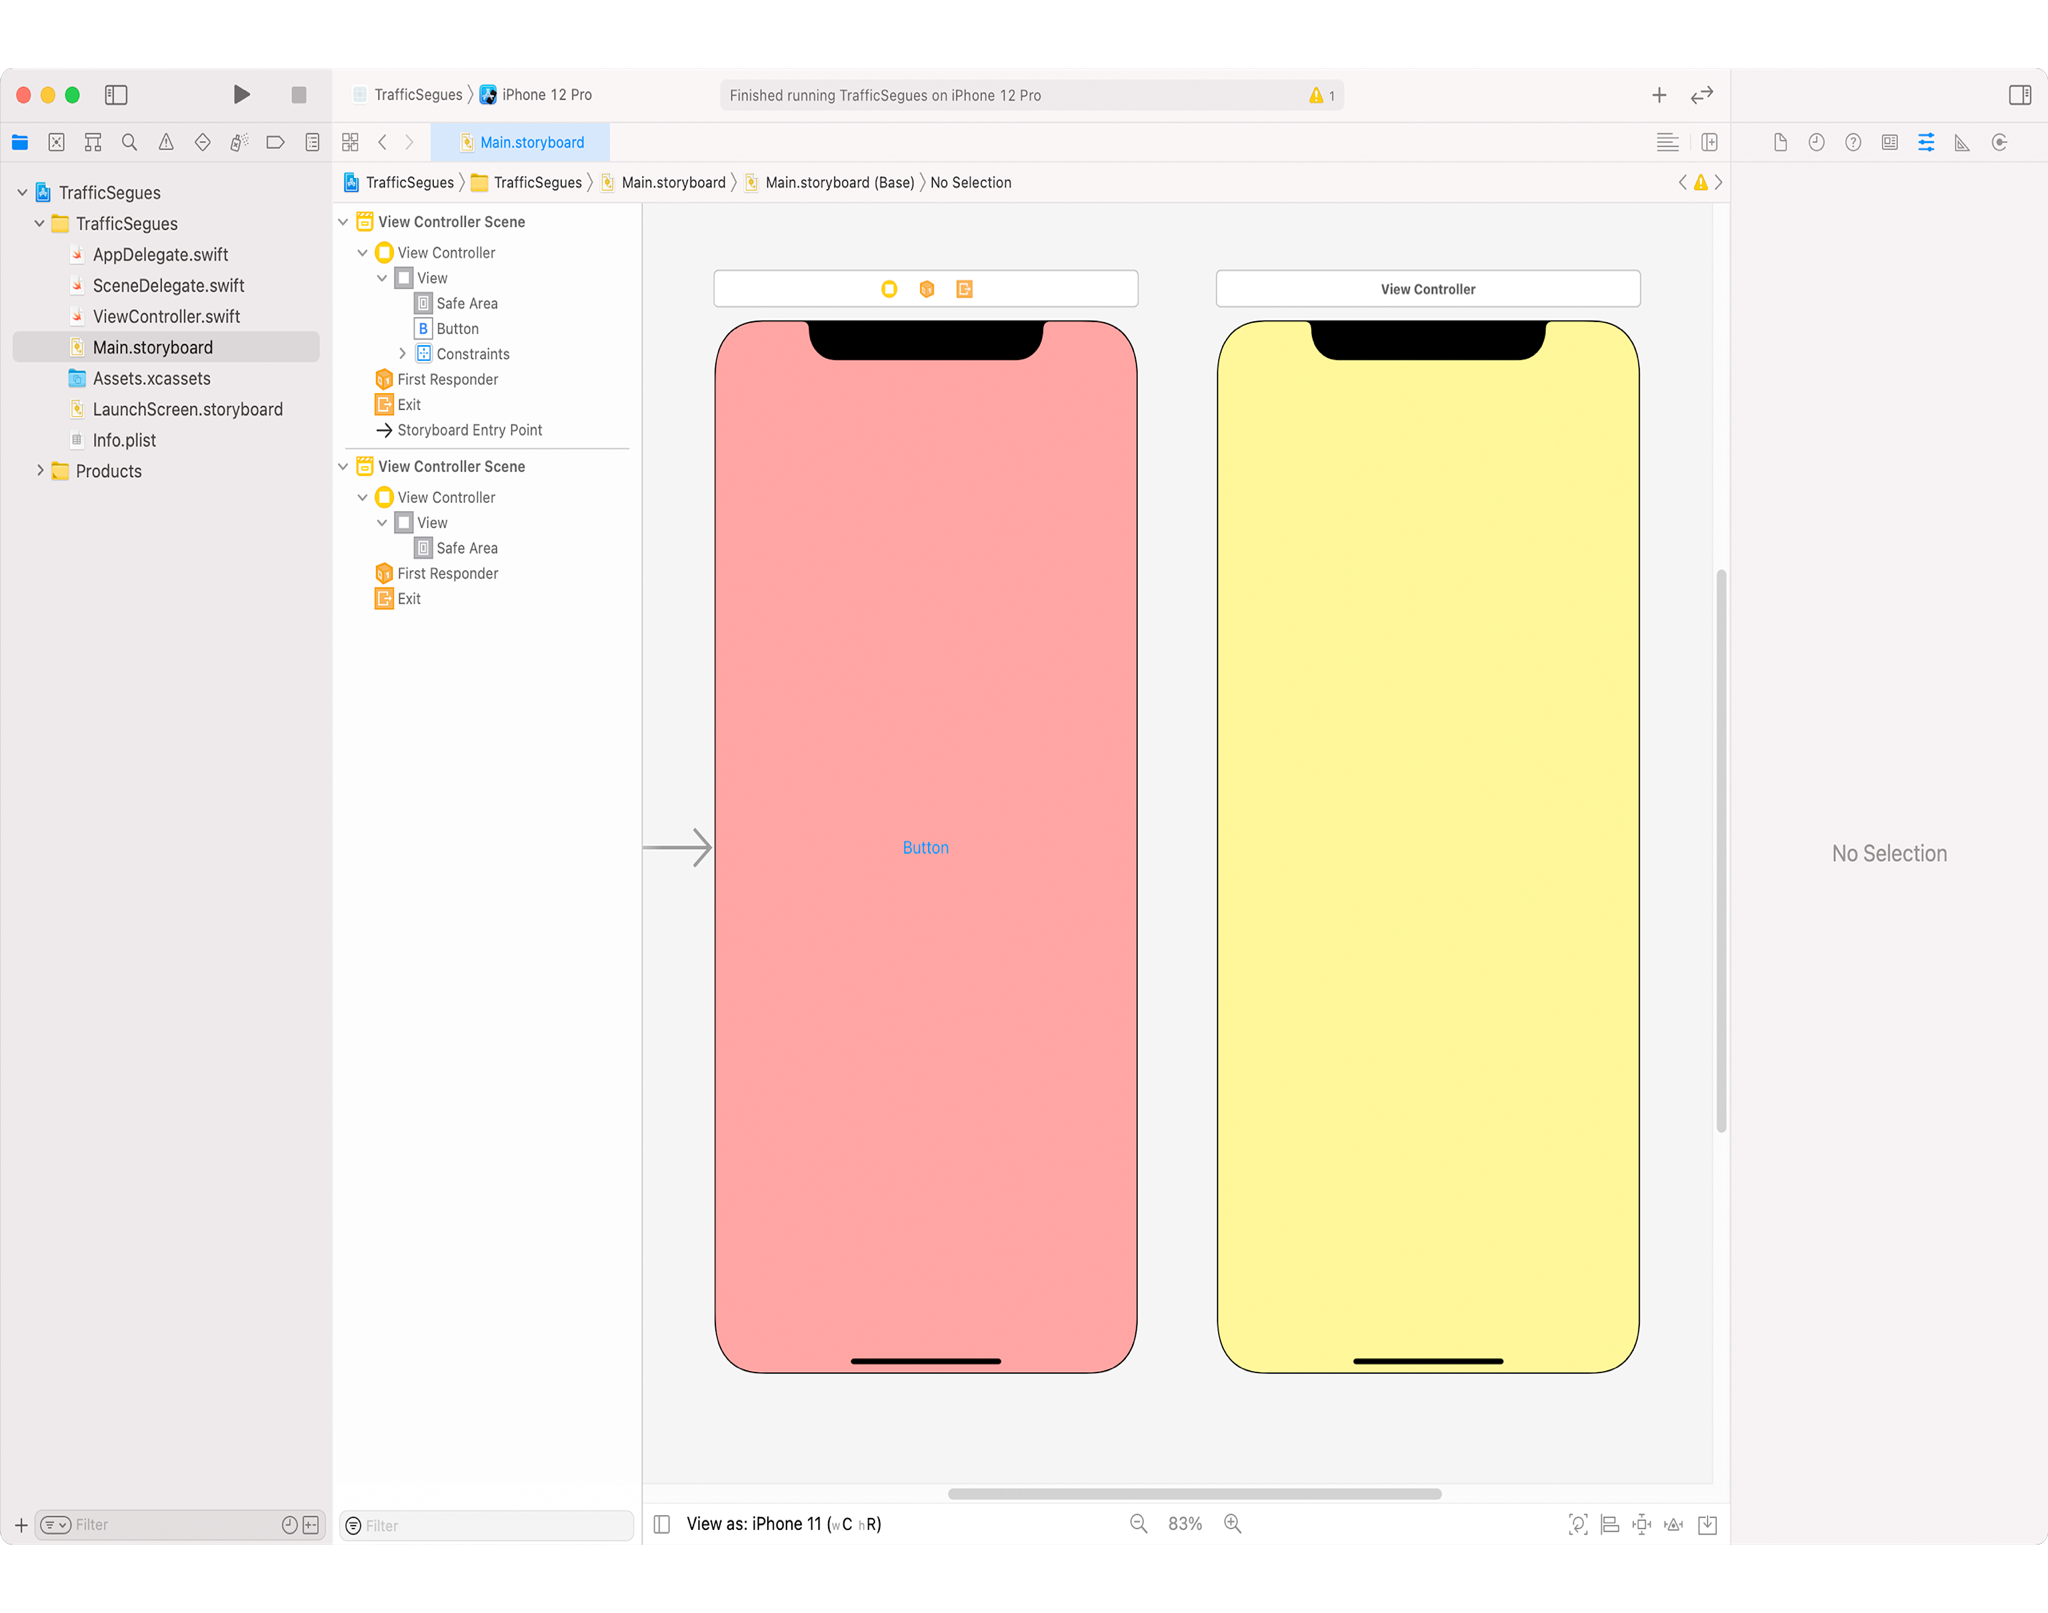 TrafficSegues
iPhone 12 Pro
Finished running TrafficSegues on iPhone 12 Pro
1
Main.storyboard
TrafficSegues
TrafficSegues
Main.storyboard
Main.storyboard (Base)
No Selection
TrafficSegues
TrafficSegues
AppDelegate.swift
SceneDelegate.swift
ViewController.swift
Main.storyboard
Assets.xcassets
LaunchScreen.storyboard
Info.plist
Products
View Controller Scene
View Controller
View
Safe Area
B Button
Constraints
First Responder
Exit
Storyboard Entry Point
View Controller Scene
View Controller
View
Safe Area
First Responder
Exit
View Controller
Button
No Selection
Filter
Filter
View as: iPhone 11 (wC hR)
83%